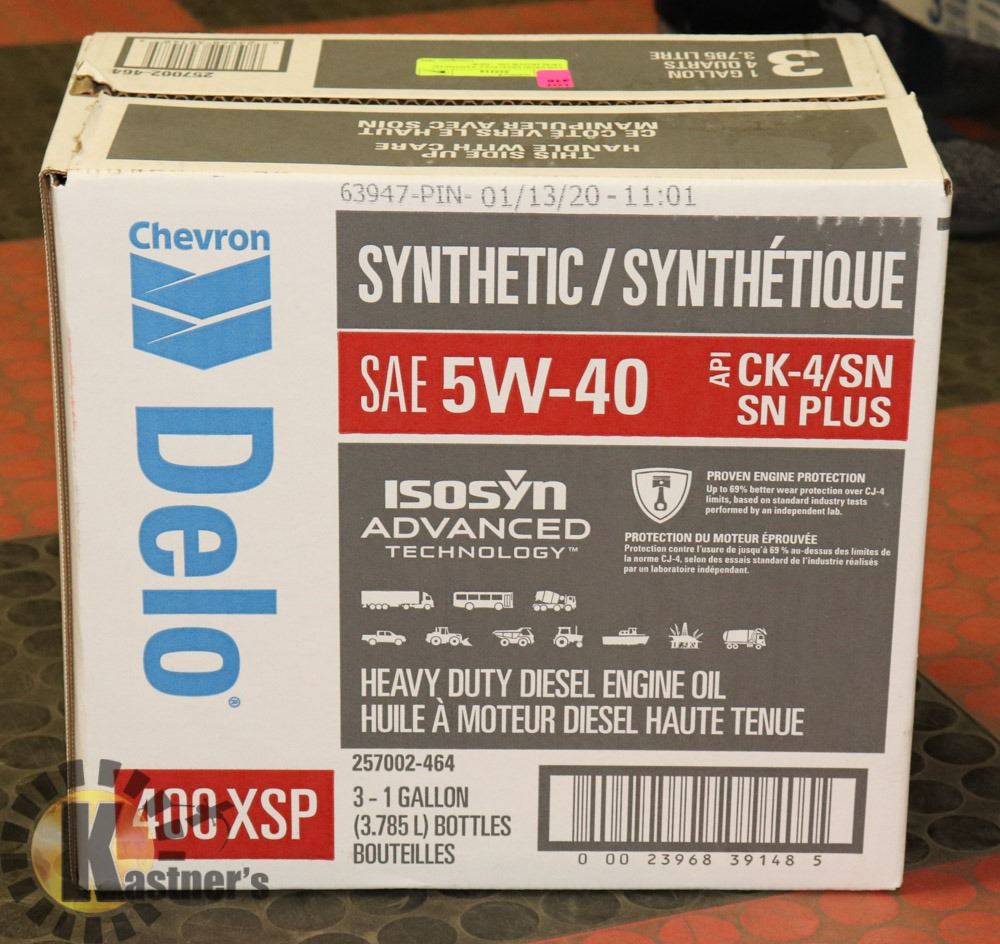 257002-464
3
1 GALLON
4 QUARTS
3.785 LITRE
THIS SIDE UP
HANDLE WITH CARE
CE CÔTÉ VERS LE HAUT
MANIPULER AVEC SOIN
63947-PIN- 01/13/20 - 11:01
Chevron
Delo®
SYNTHETIC / SYNTHÉTIQUE
SAE 5W-40
API CK-4/SN
SN PLUS
ISOSYN
ADVANCED
TECHNOLOGY™
PROVEN ENGINE PROTECTION
Up to 69% better wear protection over CJ-4
limits, based on standard industry tests
performed by an independent lab.
PROTECTION DU MOTEUR ÉPROUVÉE
Protection contre l'usure de jusqu'à 69 % au-dessus des limites de
la norme CJ-4, selon des essais standard de l'industrie réalisés
par un laboratoire indépendant.
HEAVY DUTY DIESEL ENGINE OIL
HUILE À MOTEUR DIESEL HAUTE TENUE
400 XSP
257002-464
3 - 1 GALLON
(3.785 L) BOTTLES
BOUTEILLES
0 00 23968 39148 5
Kastner's